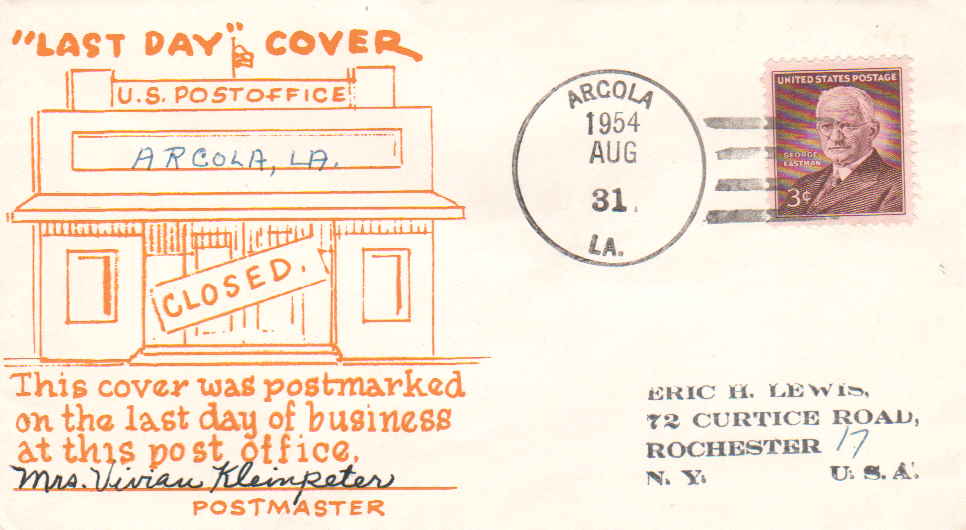 "LAST DAY" COVER
U.S. POSTOFFICE
ARCOLA, LA.
CLOSED.
This cover was postmarked
on the last day of business
at this post office.
Mrs. Vivian Kleinpeter
POSTMASTER
ARCOLA
1954
AUG
31
LA.
UNITED STATES POSTAGE
GEORGE
EASTMAN
3¢
ERIC H. LEWIS,
72 CURTICE ROAD,
ROCHESTER 17
N. Y. U. S. A.